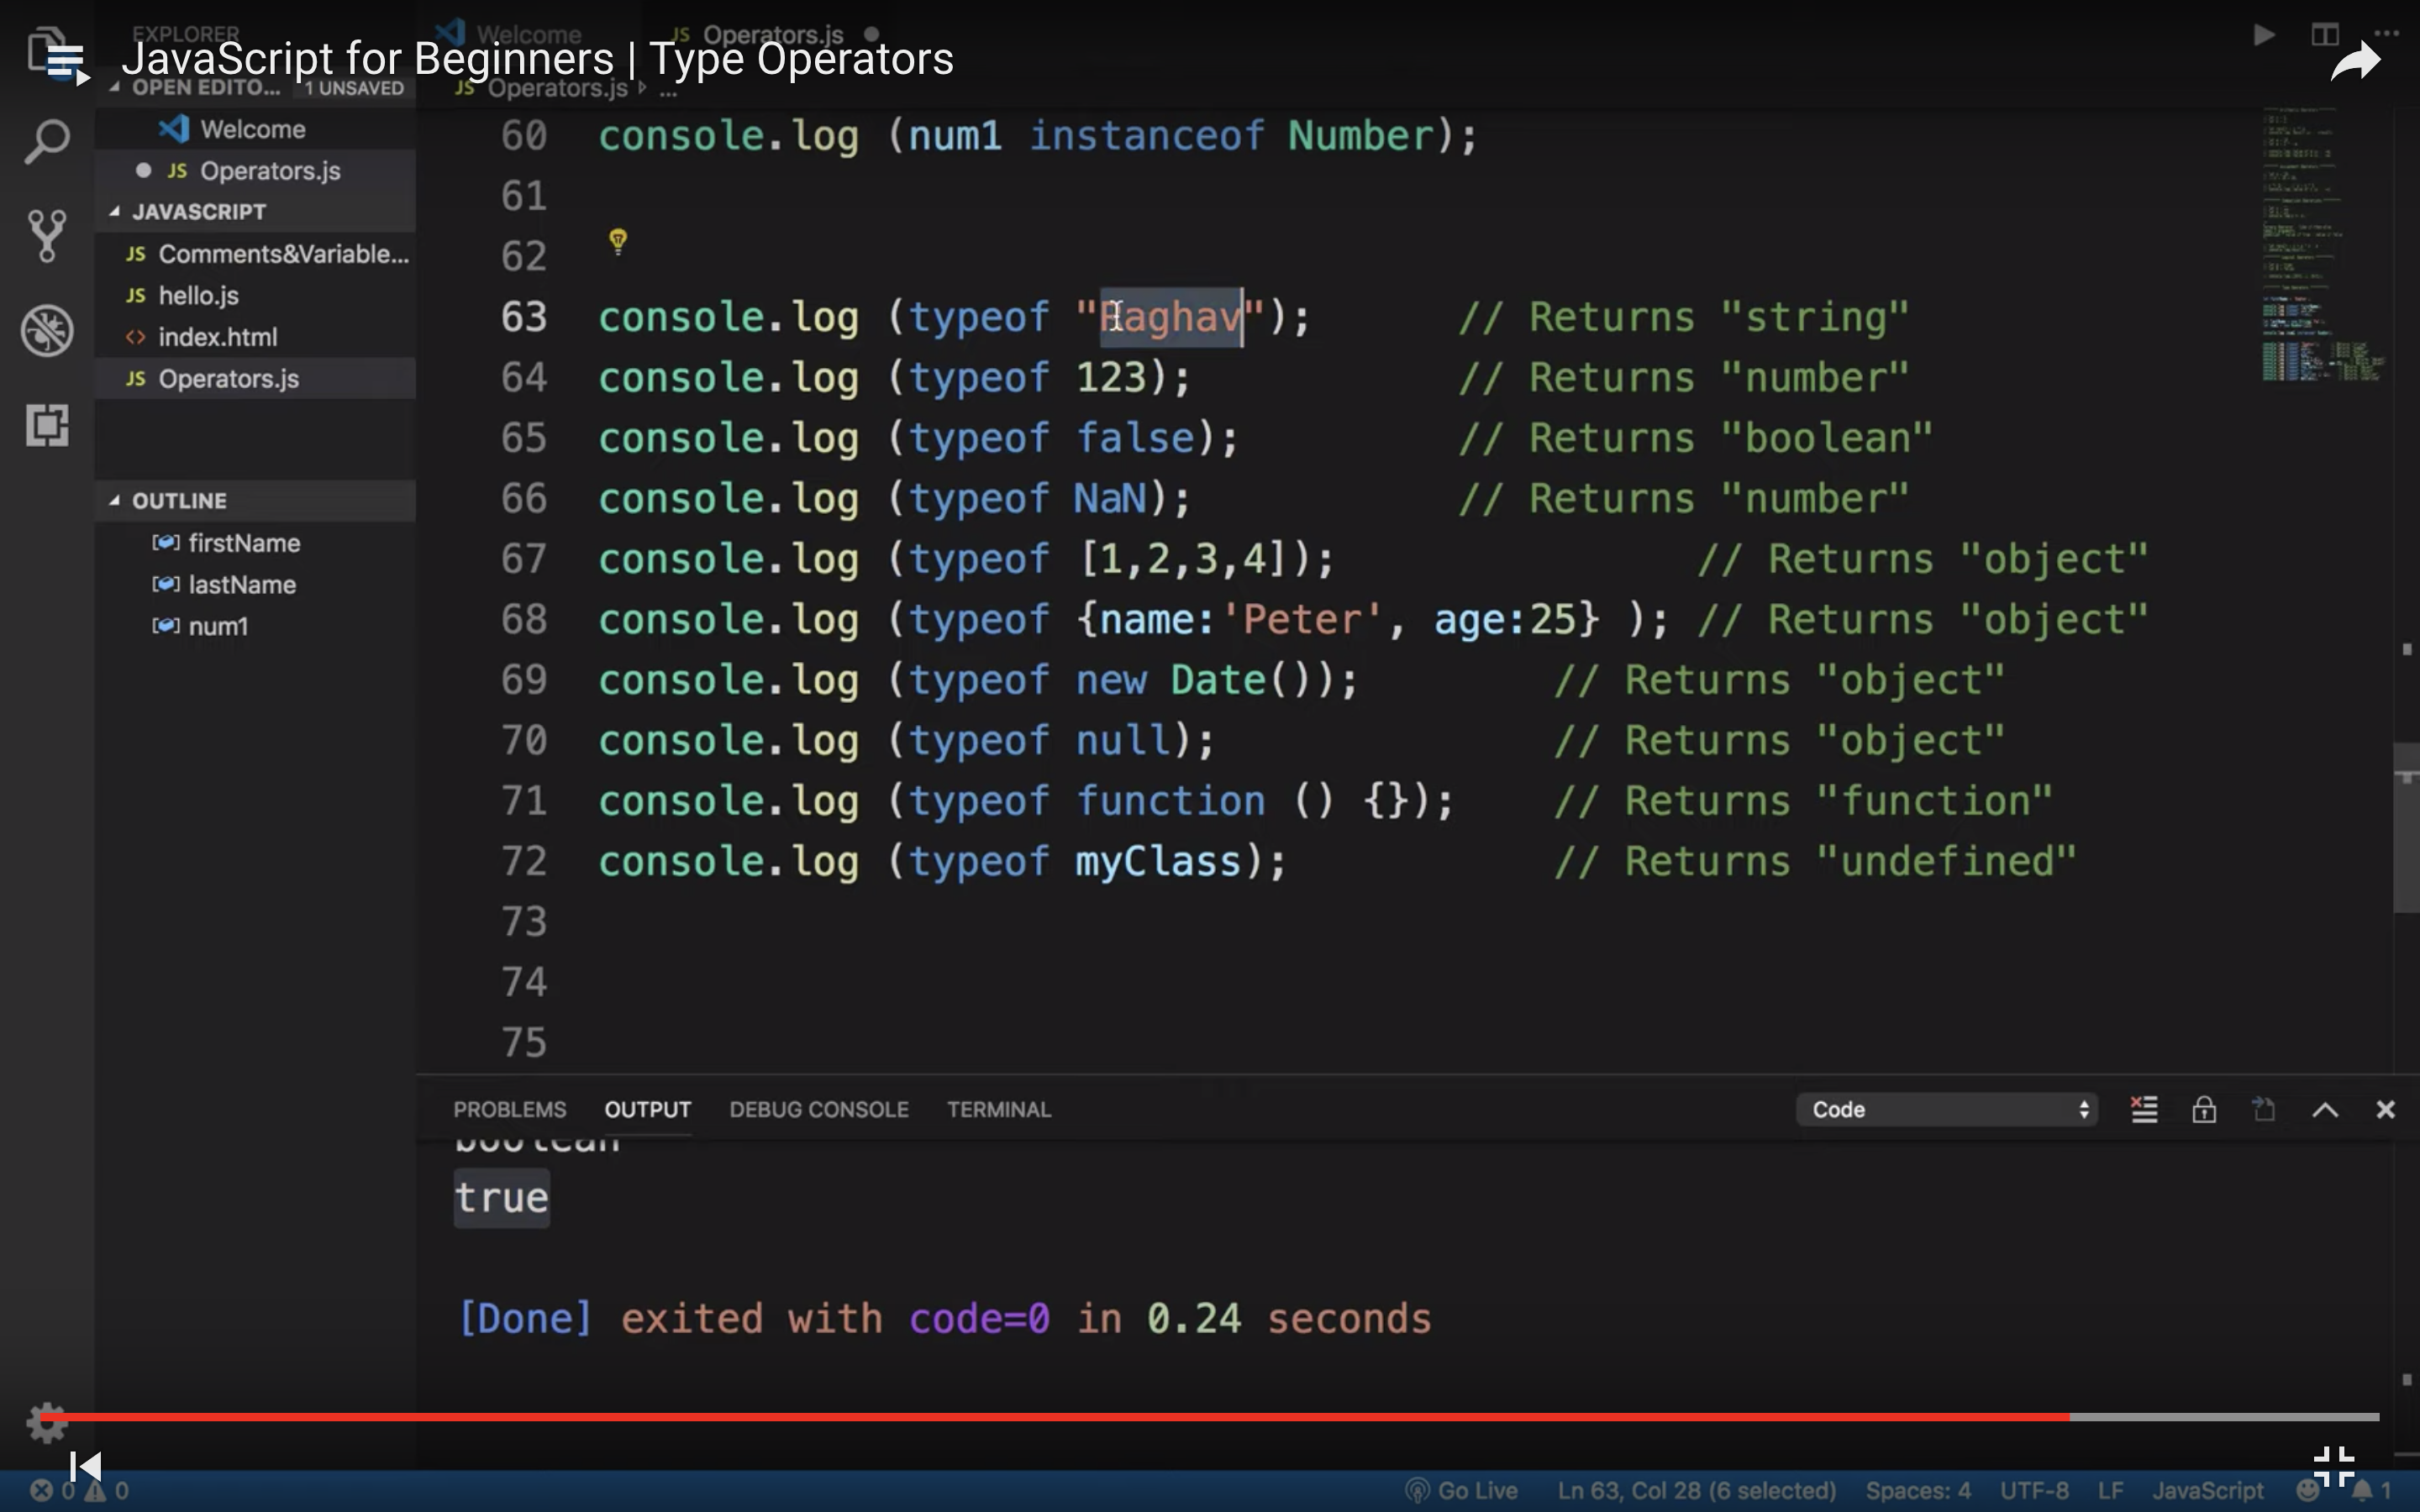 EXPLORER
Welcome
JS Operators.js
JavaScript for Beginners | Type Operators
OPEN EDITO... 1 UNSAVED
JS Operators.js ...
Welcome
JS Operators.js
JAVASCRIPT
JS Comments&Variable...
JS hello.js
<> index.html
JS Operators.js
OUTLINE
firstName
lastName
num1
60 console.log (num1 instanceof Number);
61
62
63 console.log (typeof "Raghav"); // Returns "string"
64 console.log (typeof 123); // Returns "number"
65 console.log (typeof false); // Returns "boolean"
66 console.log (typeof NaN); // Returns "number"
67 console.log (typeof [1,2,3,4]); // Returns "object"
68 console.log (typeof {name:'Peter', age:25} ); // Returns "object"
69 console.log (typeof new Date()); // Returns "object"
70 console.log (typeof null); // Returns "object"
71 console.log (typeof function () {}); // Returns "function"
72 console.log (typeof myClass); // Returns "undefined"
73
74
75
PROBLEMS OUTPUT DEBUG CONSOLE TERMINAL Code
boolean
true
[Done] exited with code=0 in 0.24 seconds
0 0 Go Live Ln 63, Col 28 (6 selected) Spaces: 4 UTF-8 LF JavaScript 1